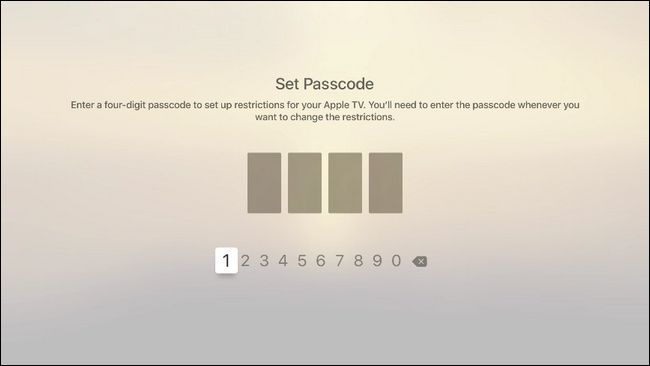 Set Passcode
Enter a four-digit passcode to set up restrictions for your Apple TV. You'll need to enter the passcode whenever you
want to change the restrictions.
1 2 3 4 5 6 7 8 9 0